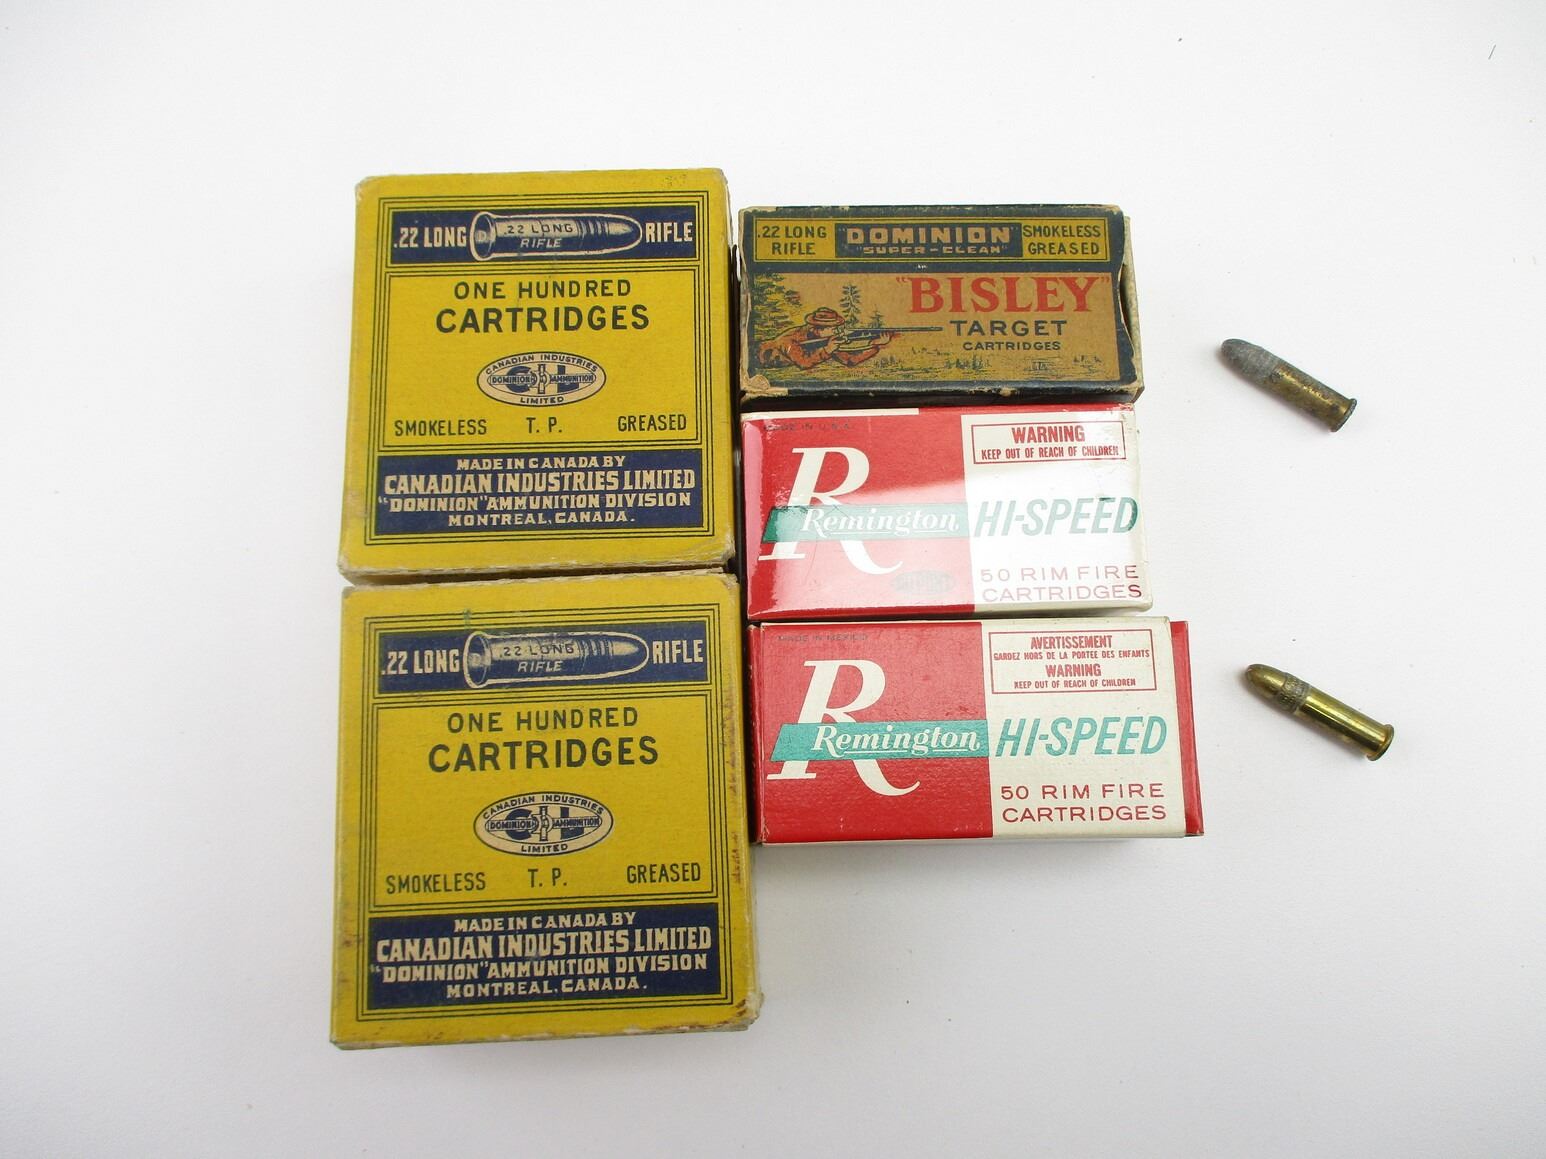 .22 LONG RIFLE
.22 LONG
RIFLE
ONE HUNDRED
CARTRIDGES
CANADIAN INDUSTRIES
DOMINION AMMUNITION
LIMITED
SMOKELESS T. P. GREASED
MADE IN CANADA BY
CANADIAN INDUSTRIES LIMITED
"DOMINION" AMMUNITION DIVISION
MONTREAL, CANADA.
.22 LONG RIFLE
.22 LONG
RIFLE
ONE HUNDRED
CARTRIDGES
CANADIAN INDUSTRIES
DOMINION AMMUNITION
LIMITED
SMOKELESS T. P. GREASED
MADE IN CANADA BY
CANADIAN INDUSTRIES LIMITED
"DOMINION" AMMUNITION DIVISION
MONTREAL, CANADA.
.22 LONG
RIFLE
"DOMINION"
"SUPER-CLEAN"
SMOKELESS
GREASED
"BISLEY"
TARGET
CARTRIDGES
MADE IN U.S.A.
WARNING
KEEP OUT OF REACH OF CHILDREN
R
Remington HI-SPEED
DU PONT
50 RIM FIRE
CARTRIDGES
MADE IN MEXICO
AVERTISSEMENT
GARDEZ HORS DE LA PORTEE DES ENFANTS
WARNING
KEEP OUT OF REACH OF CHILDREN
R
Remington HI-SPEED
50 RIM FIRE
CARTRIDGES